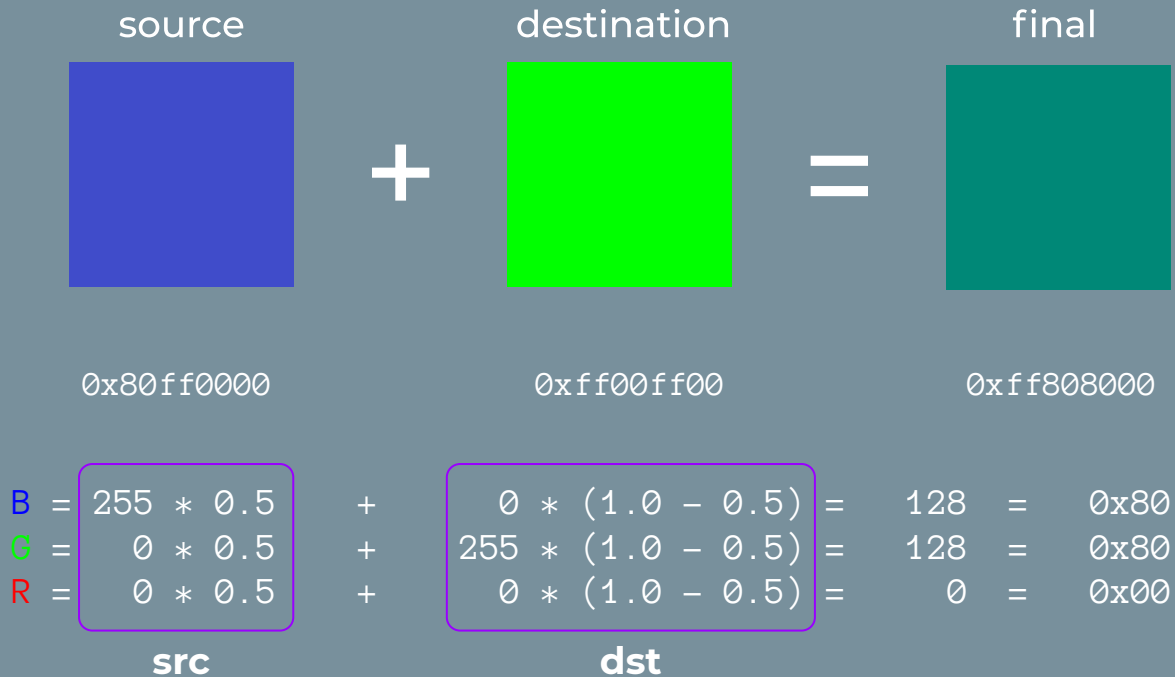 source destination final
+ =
0x80ff0000 0xff00ff00 0xff808000
B = 255 * 0.5 + 0 * (1.0 - 0.5) = 128 = 0x80
G = 0 * 0.5 + 255 * (1.0 - 0.5) = 128 = 0x80
R = 0 * 0.5 + 0 * (1.0 - 0.5) = 0 = 0x00
src dst